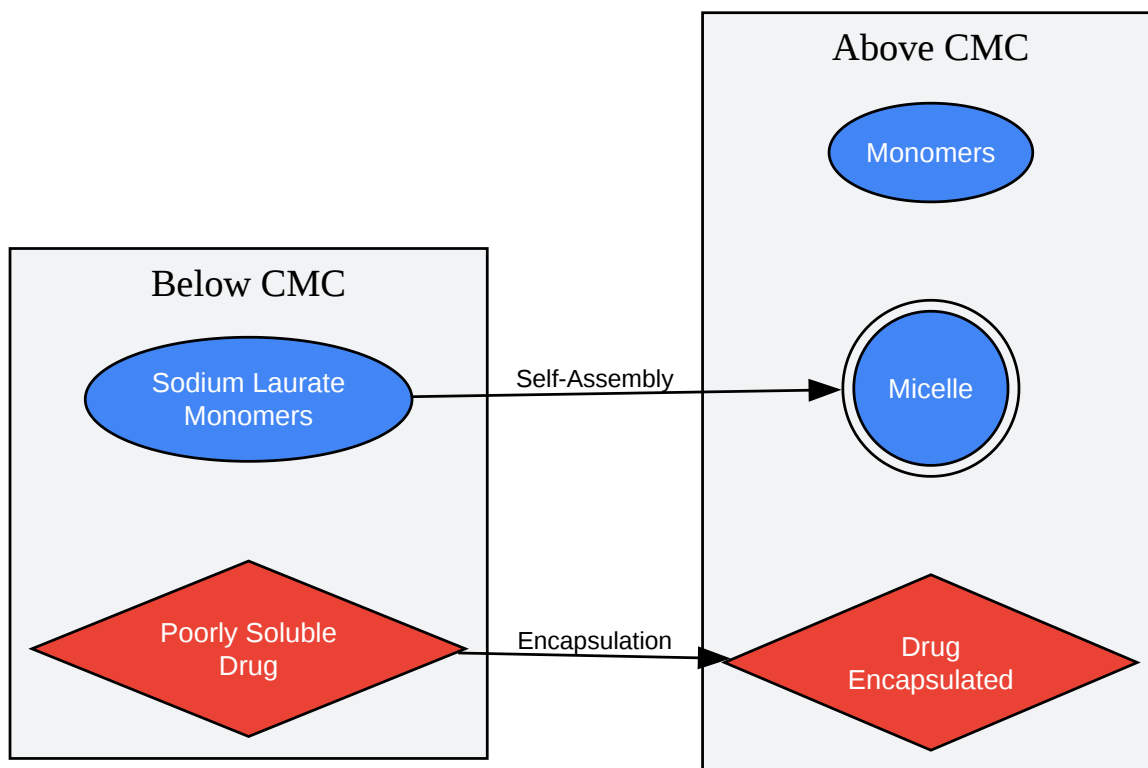 Above CMC
Monomers
Below CMC
Sodium Laurate
Monomers
Self-Assembly
Micelle
Poorly Soluble
Drug
Encapsulation
Drug
Encapsulated